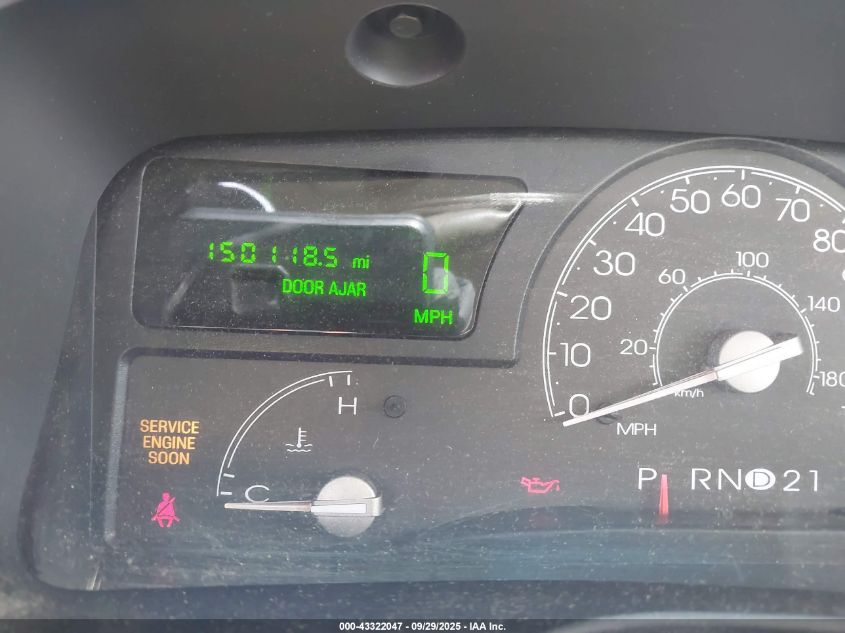 150118.5 mi
0
DOOR AJAR
MPH
0
10
20
30
40
50
60
70
80
20
60
100
140
180
km/h
MPH
H
C
SERVICE
ENGINE
SOON
P RND21
000-43322047 - 09/29/2025 - IAA Inc.